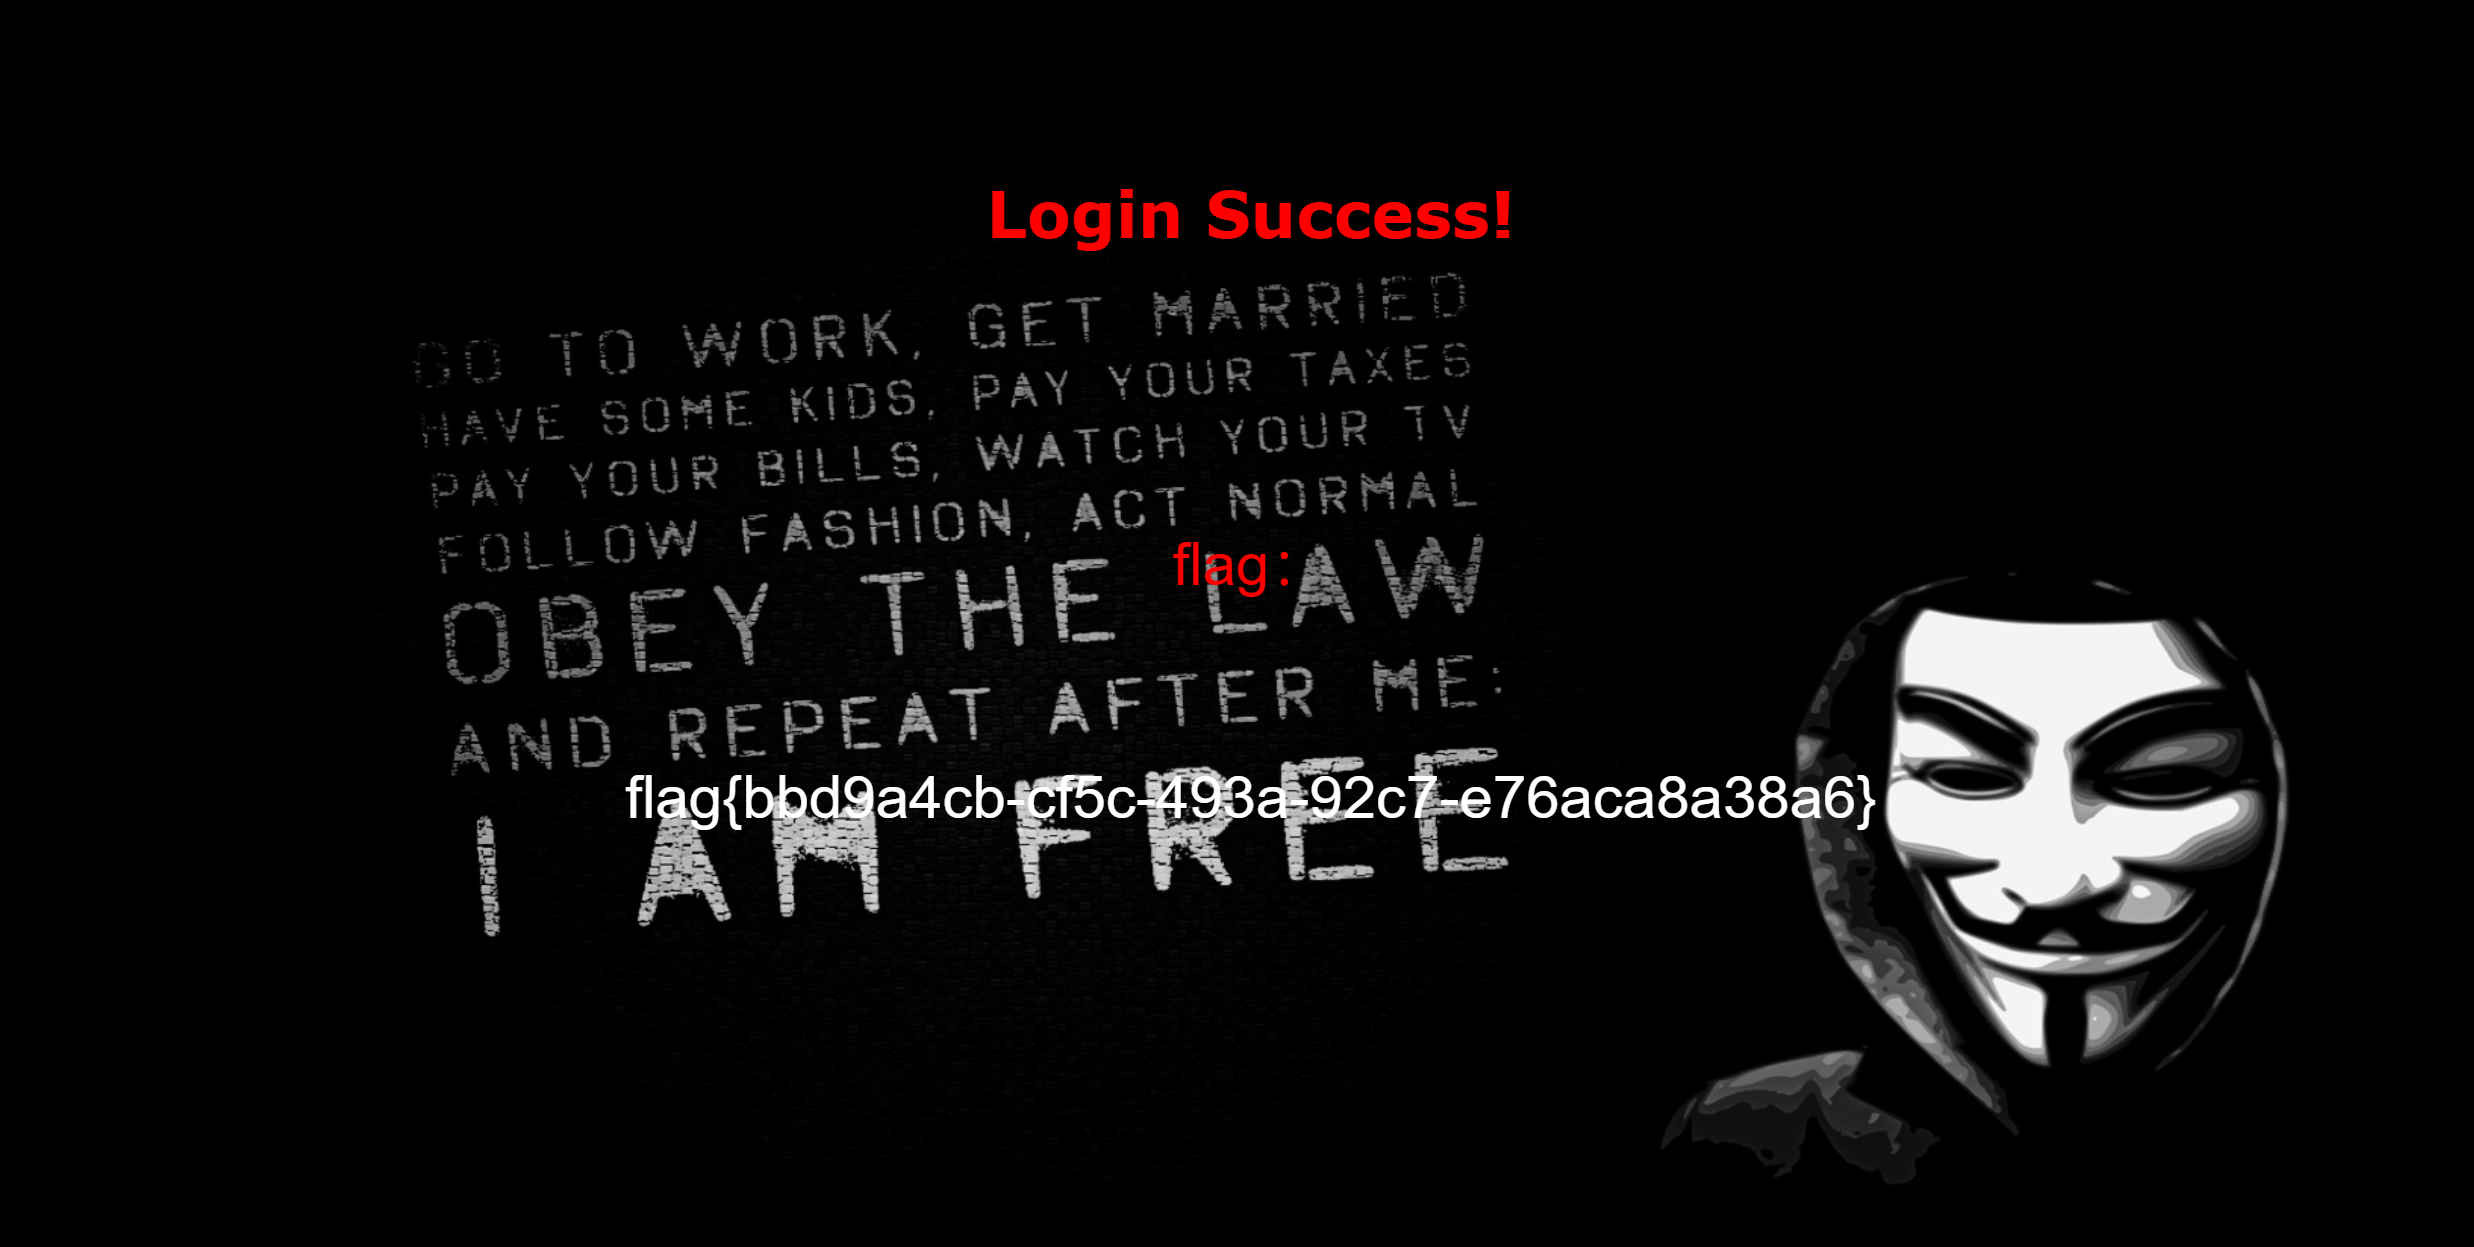 Login Success!
GO TO WORK, GET MARRIED
HAVE SOME KIDS, PAY YOUR TAXES
PAY YOUR BILLS, WATCH YOUR TV
FOLLOW FASHION, ACT NORMAL
flag:
OBEY THE LAW
AND REPEAT AFTER ME:
flag{bbd9a4cb-cf5c-493a-92c7-e76aca8a38a6}
I AM FREE